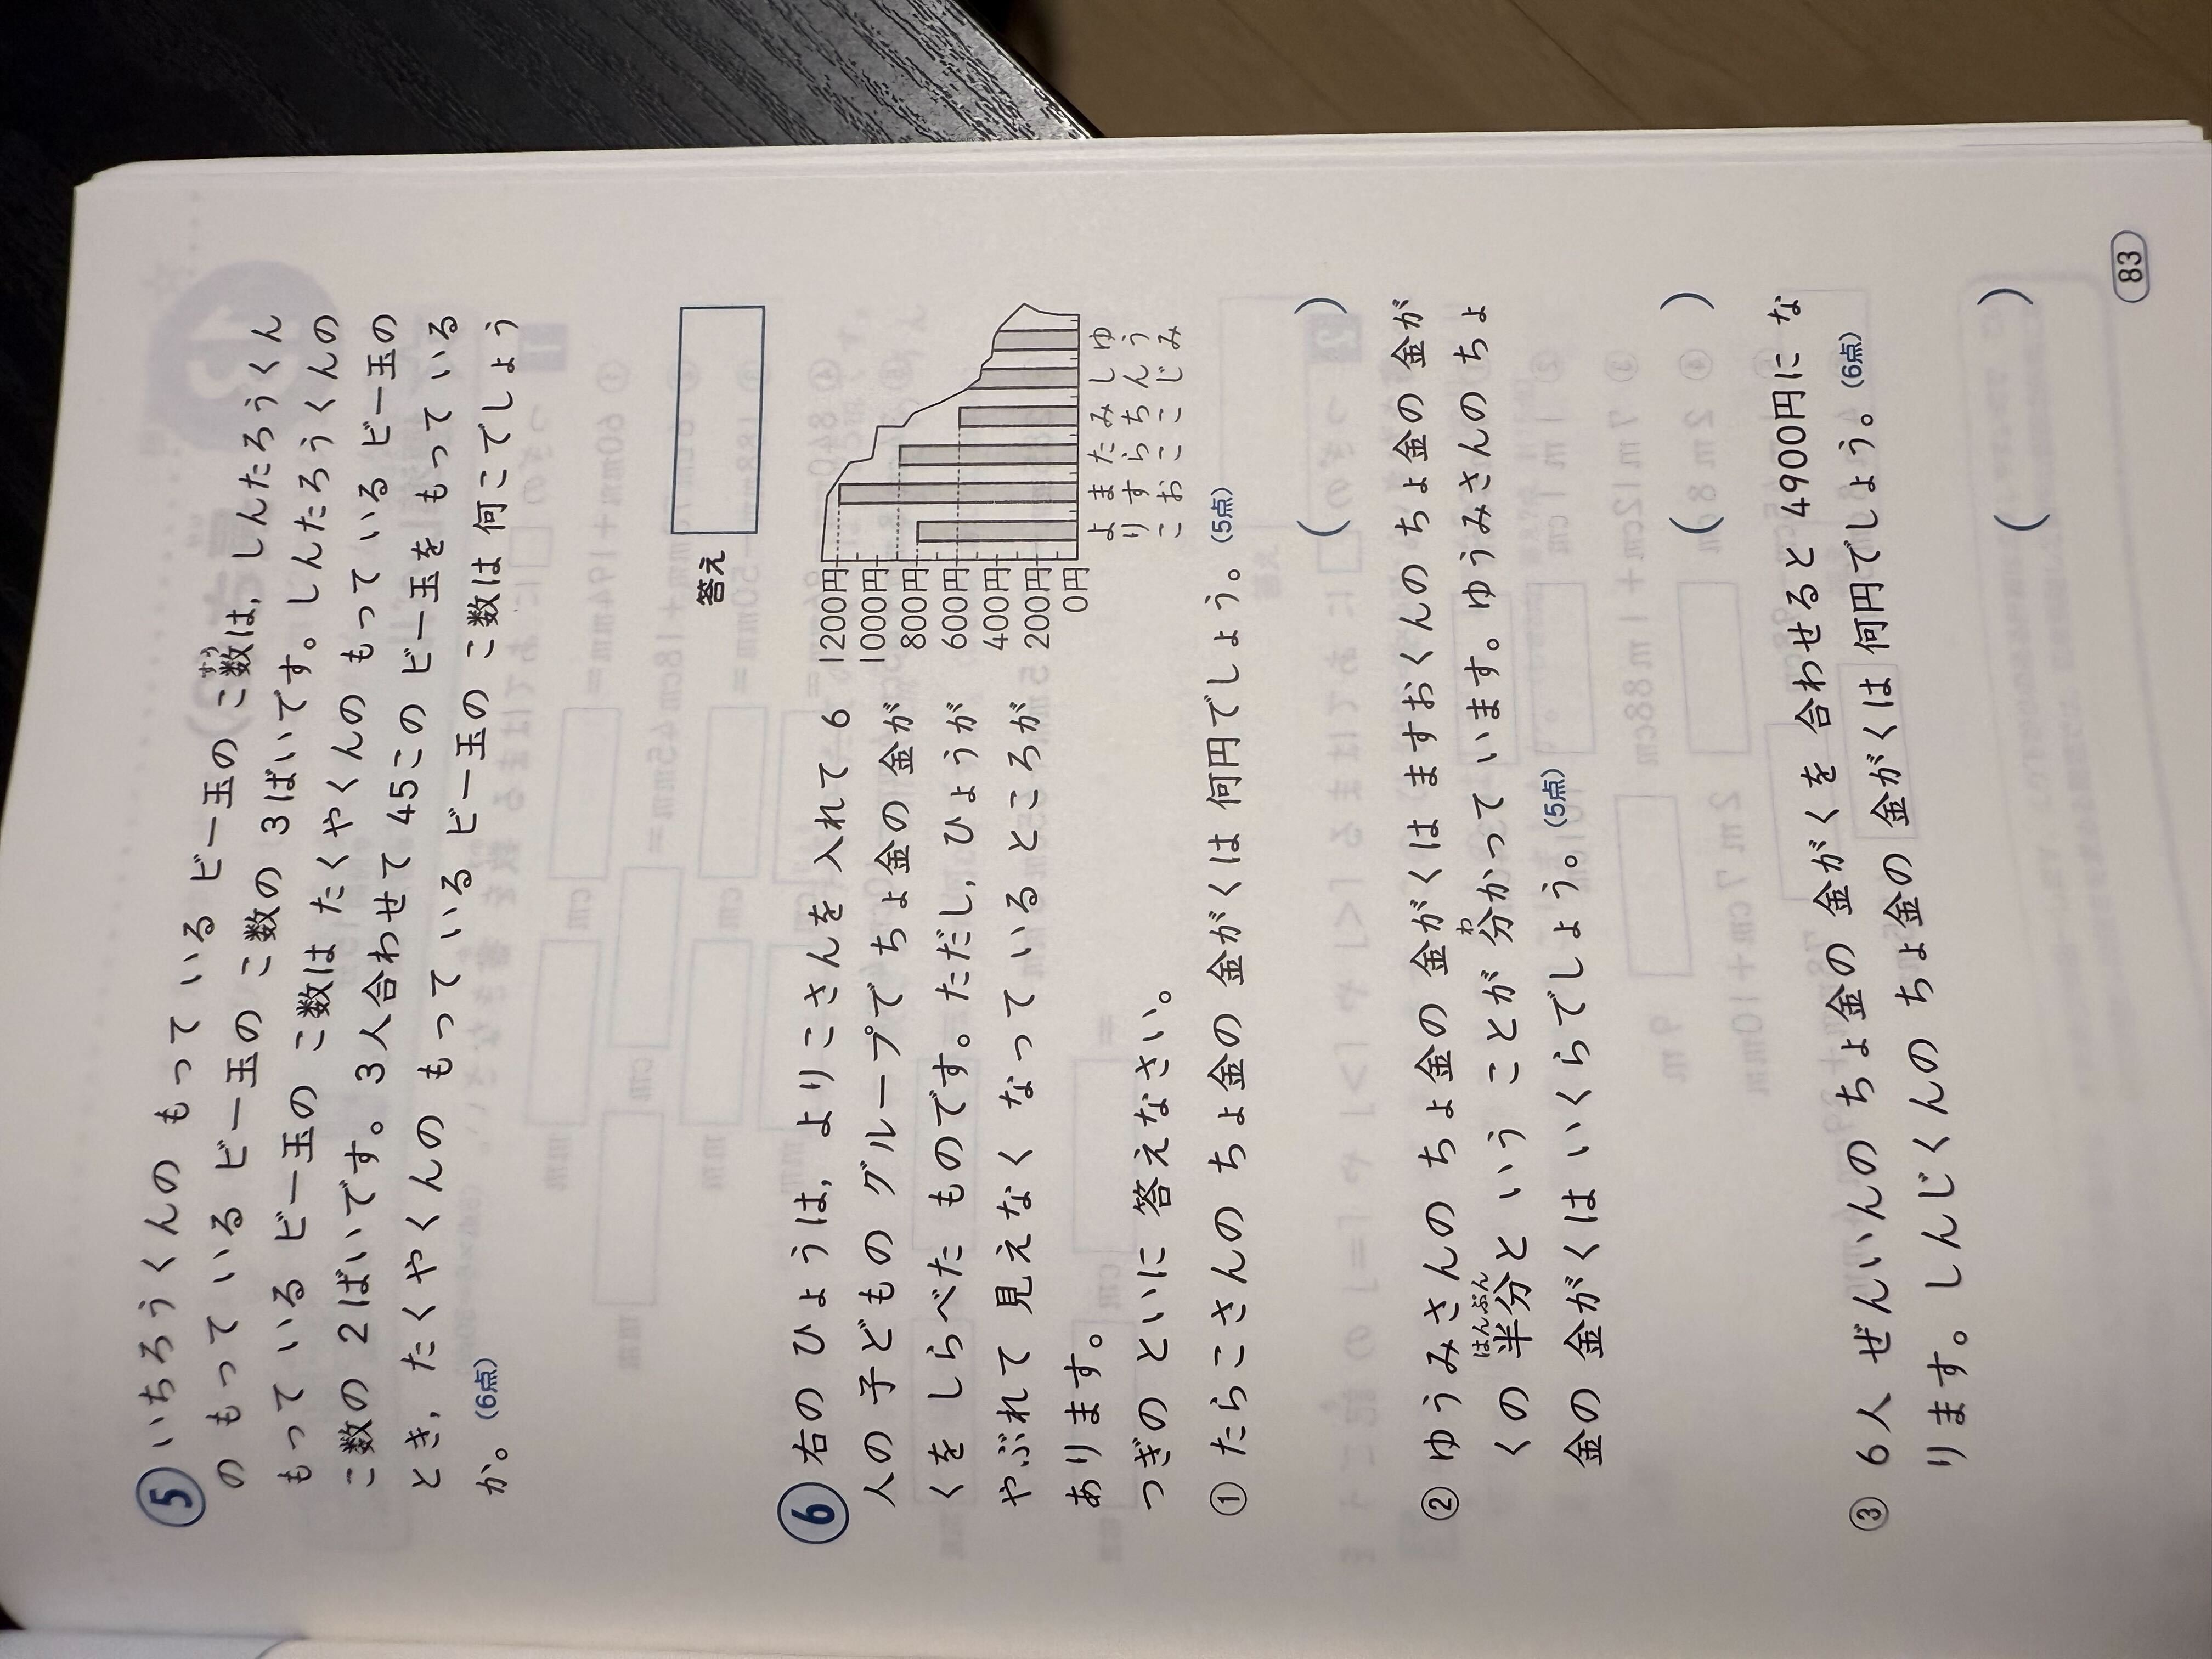 ⑤ いちろうくんの もって いる ビー玉の こ数は, しんたろうくん
すう
の もって いる ビー玉の こ数の 3ばいです。しんたろうくんの
もって いる ビー玉の こ数は たくやくんの もって いる ビー玉の
こ数の 2ばいです。3人合わせて 45この ビー玉を もって いる
とき, たくやくんの もって いる ビー玉の こ数は 何こでしょう
か。(6点)
答え
⑥ 右の ひょうは, よりこさんを 入れて 6
人の 子どもの グループで ちょ金の 金が
くを しらべた ものです。ただし, ひょうが
やぶれて 見えなく なって いる ところが
あります。
つぎの といに 答えなさい。
1200円
1000円
800円
600円
400円
200円
0円
よりこ
ますお
たらこ
みちこ
しんじ
ゆうみ
① たらこさんの ちょ金の 金がくは 何円でしょう。(5点)
( )
② ゆうみさんの ちょ金の 金がくは ますおくんの ちょ金の 金が
くの 半分と いう ことが 分かって います。ゆうみさんの ちょ
はんぶん わ
金の 金がくは いくらでしょう。(5点)
( )
③ 6人 ぜんいんの ちょ金の 金がくを 合わせると 4900円に な
ります。しんじくんの ちょ金の 金がくは 何円でしょう。(6点)
( )
83